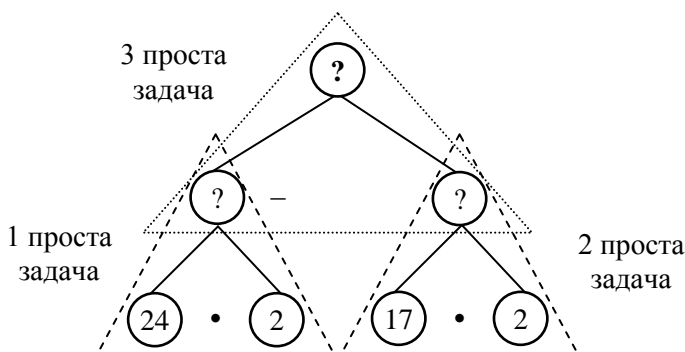 3 проста
задача
?
? – ?
1 проста
задача
2 проста
задача
24 • 2 17 • 2